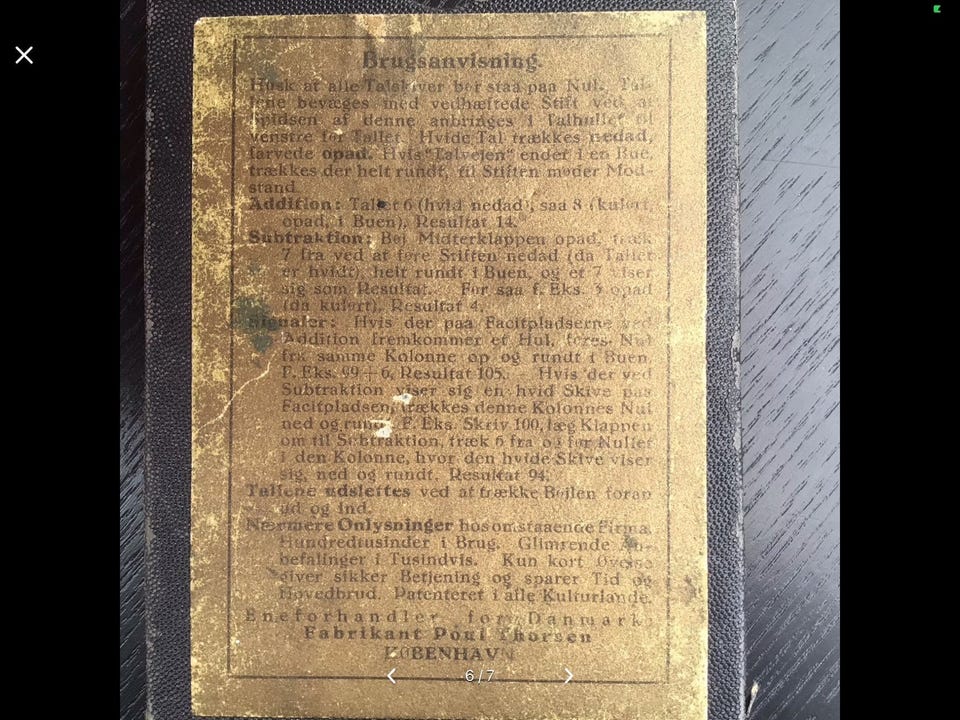 Brugsanvisning.
Husk at alle Talskiver bør staa paa Nul. Tal-
lene bevæges med vedhæftede Stift ved at
Spidsen af denne anbringes i Talhullet til
venstre for Tallet. Hvide Tal trækkes nedad,
farvede opad. Hvis "Talvejen" ender i en Bue,
trækkes der helt rundt, til Stiften møder Mod-
stand.
Addition: Tallet 6 (hvid nedad), saa 8 (kulørt,
opad, i Buen), Resultat 14.
Subtraktion: Bøj Midterklappen opad, træk
7 fra ved at føre Stiften nedad (da Tallet
er hvidt), helt rundt i Buen, og et 7 viser
sig som Resultat. For saa f. Eks. opad
(da kulørt), Resultat 4.
Signaler: Hvis der paa Facitpladserne ved
Addition fremkommer et Hul, føres Nul
fra samme Kolonne op og rundt i Buen,
F. Eks. 99+6, Resultat 105. – Hvis der ved
Subtraktion viser sig en hvid Skive paa
Facitpladsen, trækkes denne Kolonnes Nul
ned og rundt. F. Eks. Skriv 100, læg Klappen
om til Subtraktion, træk 6 fra og før Nullet
i den Kolonne, hvor den hvide Skive viser
sig, ned og rundt. Resultat 94.
Tallene udslettes ved at trække Bøjlen foran
ud og ind.
Nærmere Oplysninger hos omstaaende Firma.
Hundredtusinder i Brug. Glimrende An-
befalinger i Tusindvis. Kun kort Øvelse
giver sikker Betjening og sparer Tid og
Hovedbrud. Patenteret i alle Kulturlande.
Eneforhandler for Danmark:
Fabrikant Poul Thorsen
KØBENHAVN
6 / 7